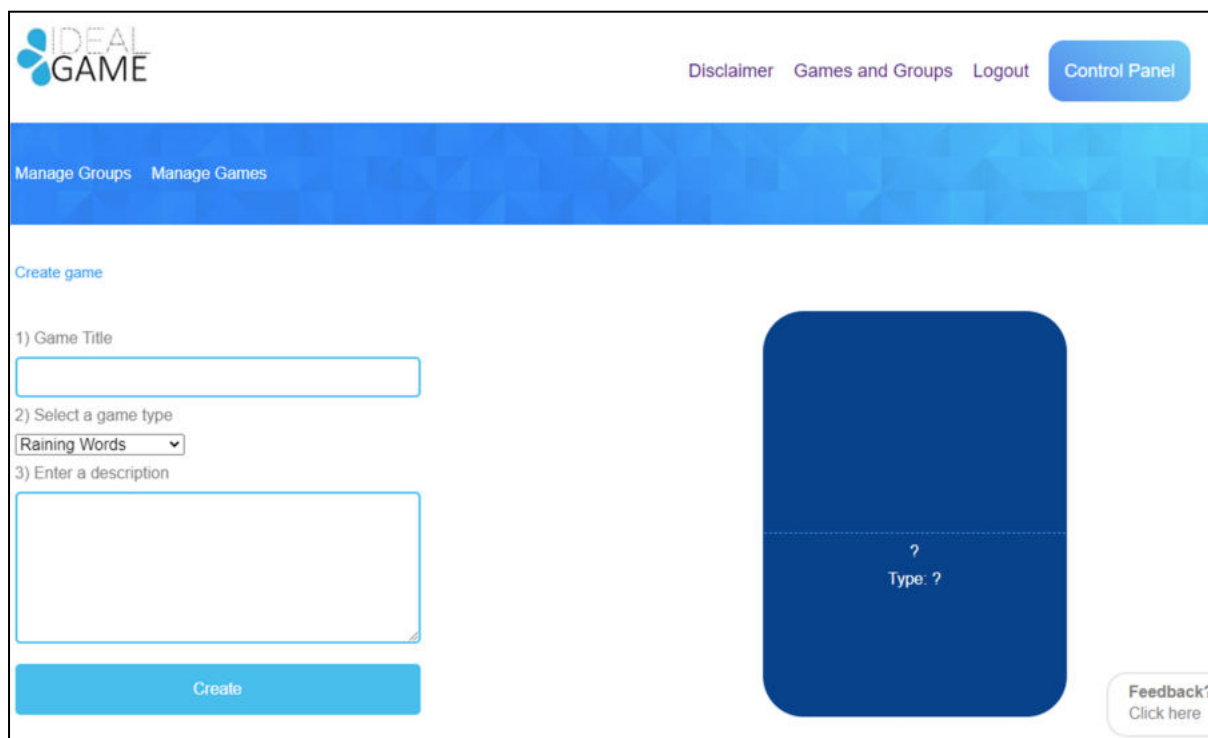 IDEAL
GAME
Disclaimer Games and Groups Logout Control Panel
Manage Groups Manage Games
Create game
1) Game Title
2) Select a game type
Raining Words
3) Enter a description
Create
?
Type: ?
Feedback?
Click here